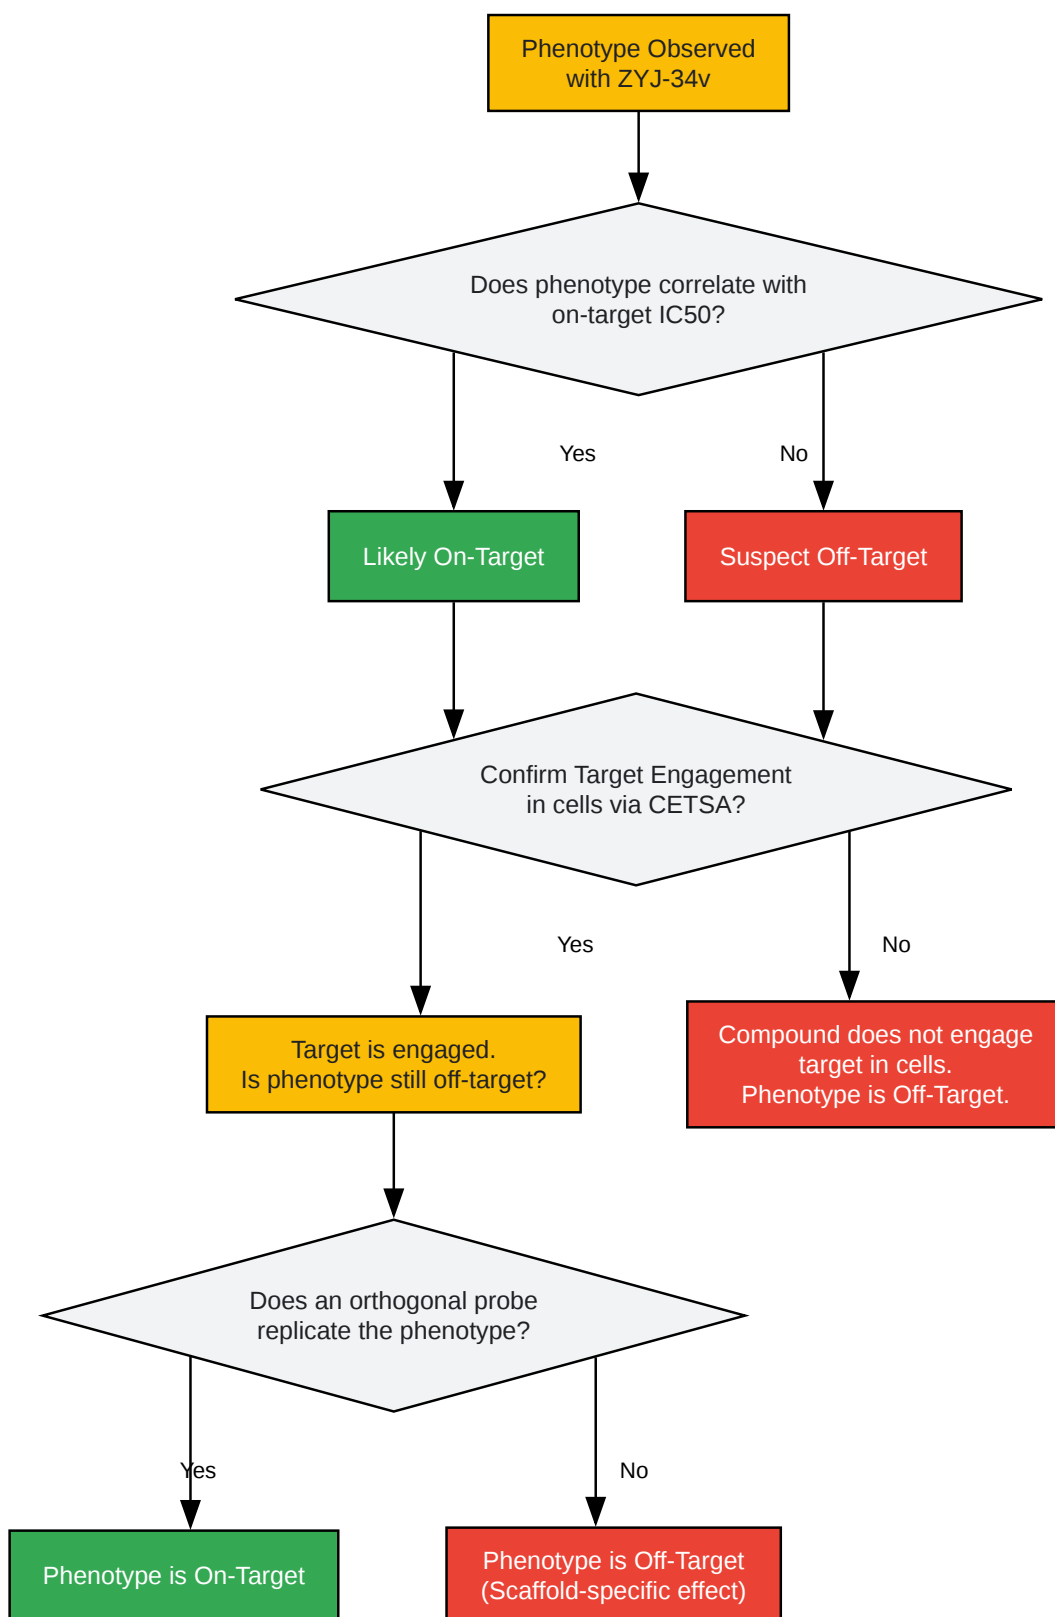 Phenotype Observed
with ZYJ-34v
Does phenotype correlate with
on-target IC50?
Yes
No
Likely On-Target
Suspect Off-Target
Confirm Target Engagement
in cells via CETSA?
Yes
No
Target is engaged.
Is phenotype still off-target?
Compound does not engage
target in cells.
Phenotype is Off-Target.
Does an orthogonal probe
replicate the phenotype?
Yes
No
Phenotype is On-Target
Phenotype is Off-Target
(Scaffold-specific effect)